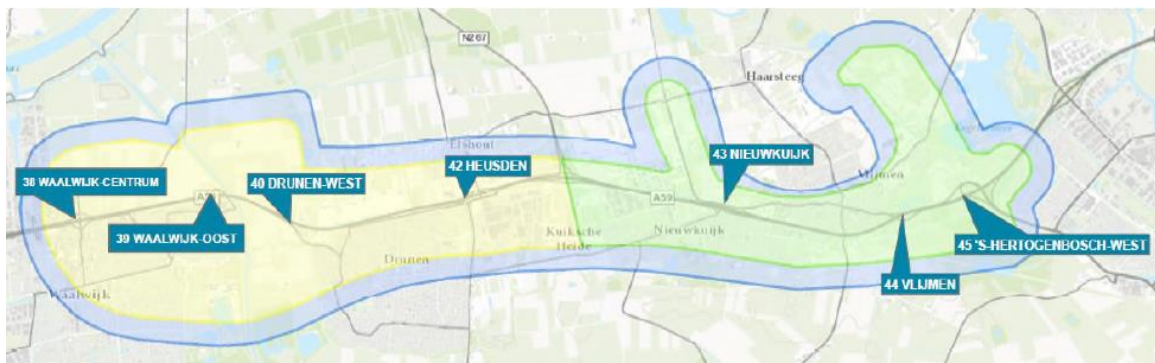 N267
Haarsteeg
Elshout
43 NIEUWKUIJK
42 HEUSDEN
38 WAALWIJK-CENTRUM
40 DRUNEN-WEST
Vlijmen
A59
A59
39 WAALWIJK-OOST
Kuiksche
Heide
Nieuwkuijk
45 'S-HERTOGENBOSCH-WEST
Drunen
44 VLIJMEN
Waalwijk